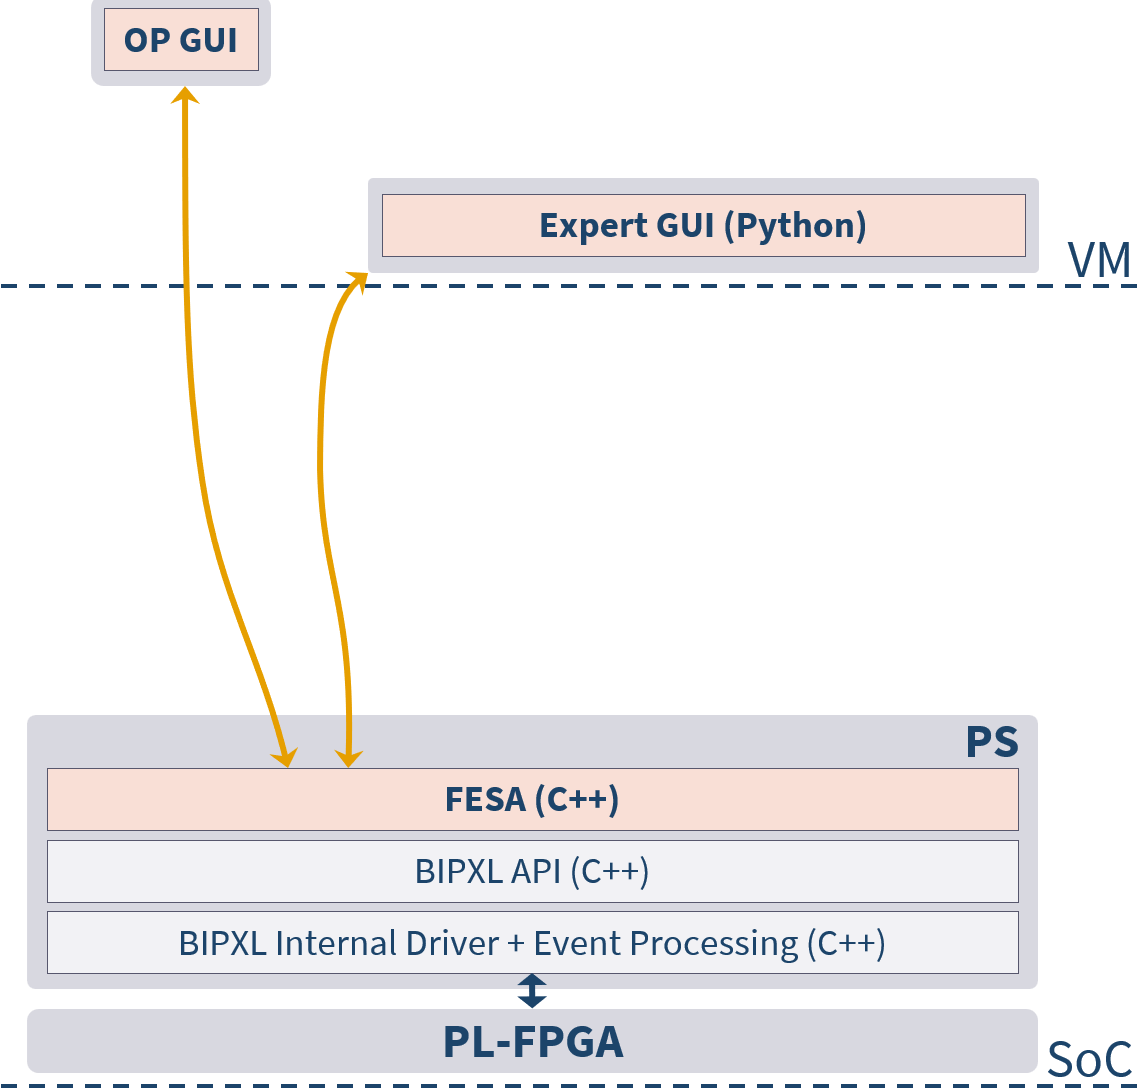 OP GUI
Expert GUI (Python)
VM
PS
FESA (C++)
BIPXL API (C++)
BIPXL Internal Driver + Event Processing (C++)
PL-FPGA
SoC